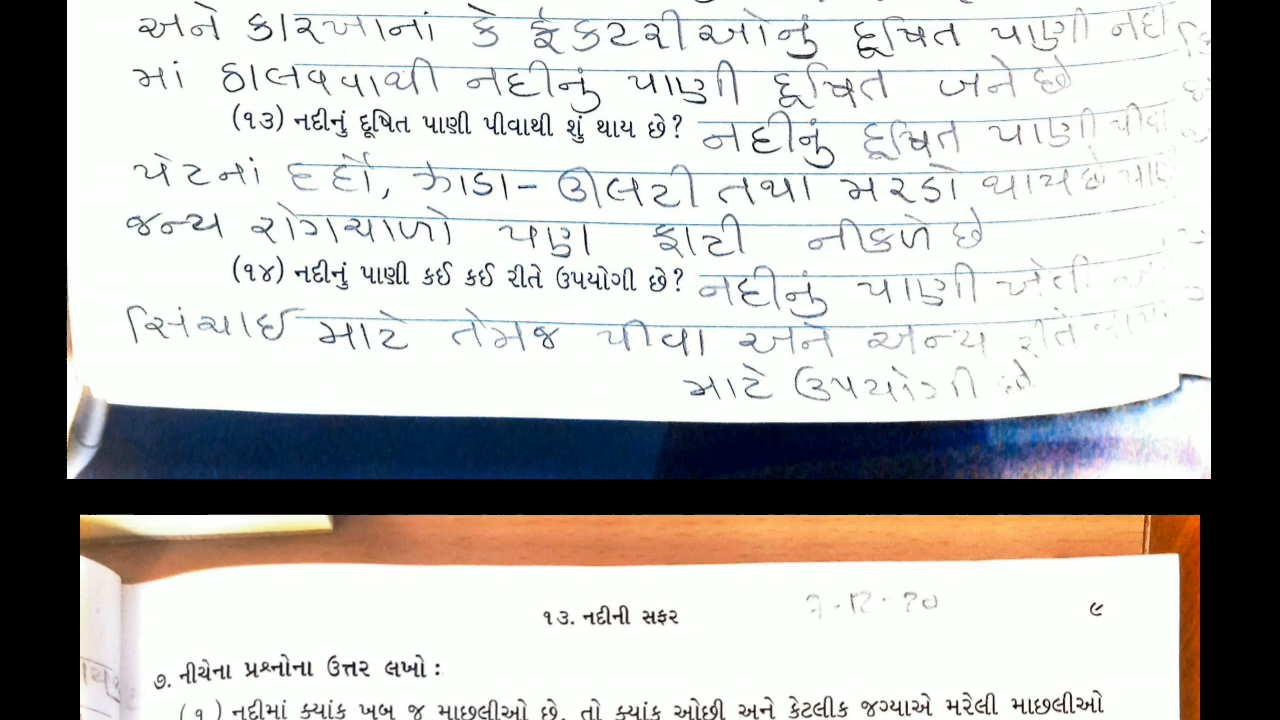 અને કારખાનાં કે ફેકટરીઓનું દૂષિત પાણી નદી
માં ઠાલવવાથી નદીનું પાણી દૂષિત બને છે
(૧૩) નદીનું દૂષિત પાણી પીવાથી શું થાય છે? નદીનું દૂષિત પાણી પીવા
પેટનાં દર્દો, ઝાડા- ઊલટી તથા મરડો થાય છે
જન્ય રોગચાળો પણ ફાટી નીકળે છે
(૧૪) નદીનું પાણી કઈ કઈ રીતે ઉપયોગી છે? નદીનું પાણી ખેતી
સિંચાઈ માટે તેમજ પીવા અને અન્ય રીતે
માટે ઉપયોગી છે
૧૩. નદીની સફર
૯
૭. નીચેના પ્રશ્નોના ઉત્તર લખો :
(૧) નદીમાં ક્યાંક ખૂબ જ માછલીઓ છે, તો ક્યાંક ઓછી અને કેટલીક જગ્યાએ મરેલી માછલીઓ